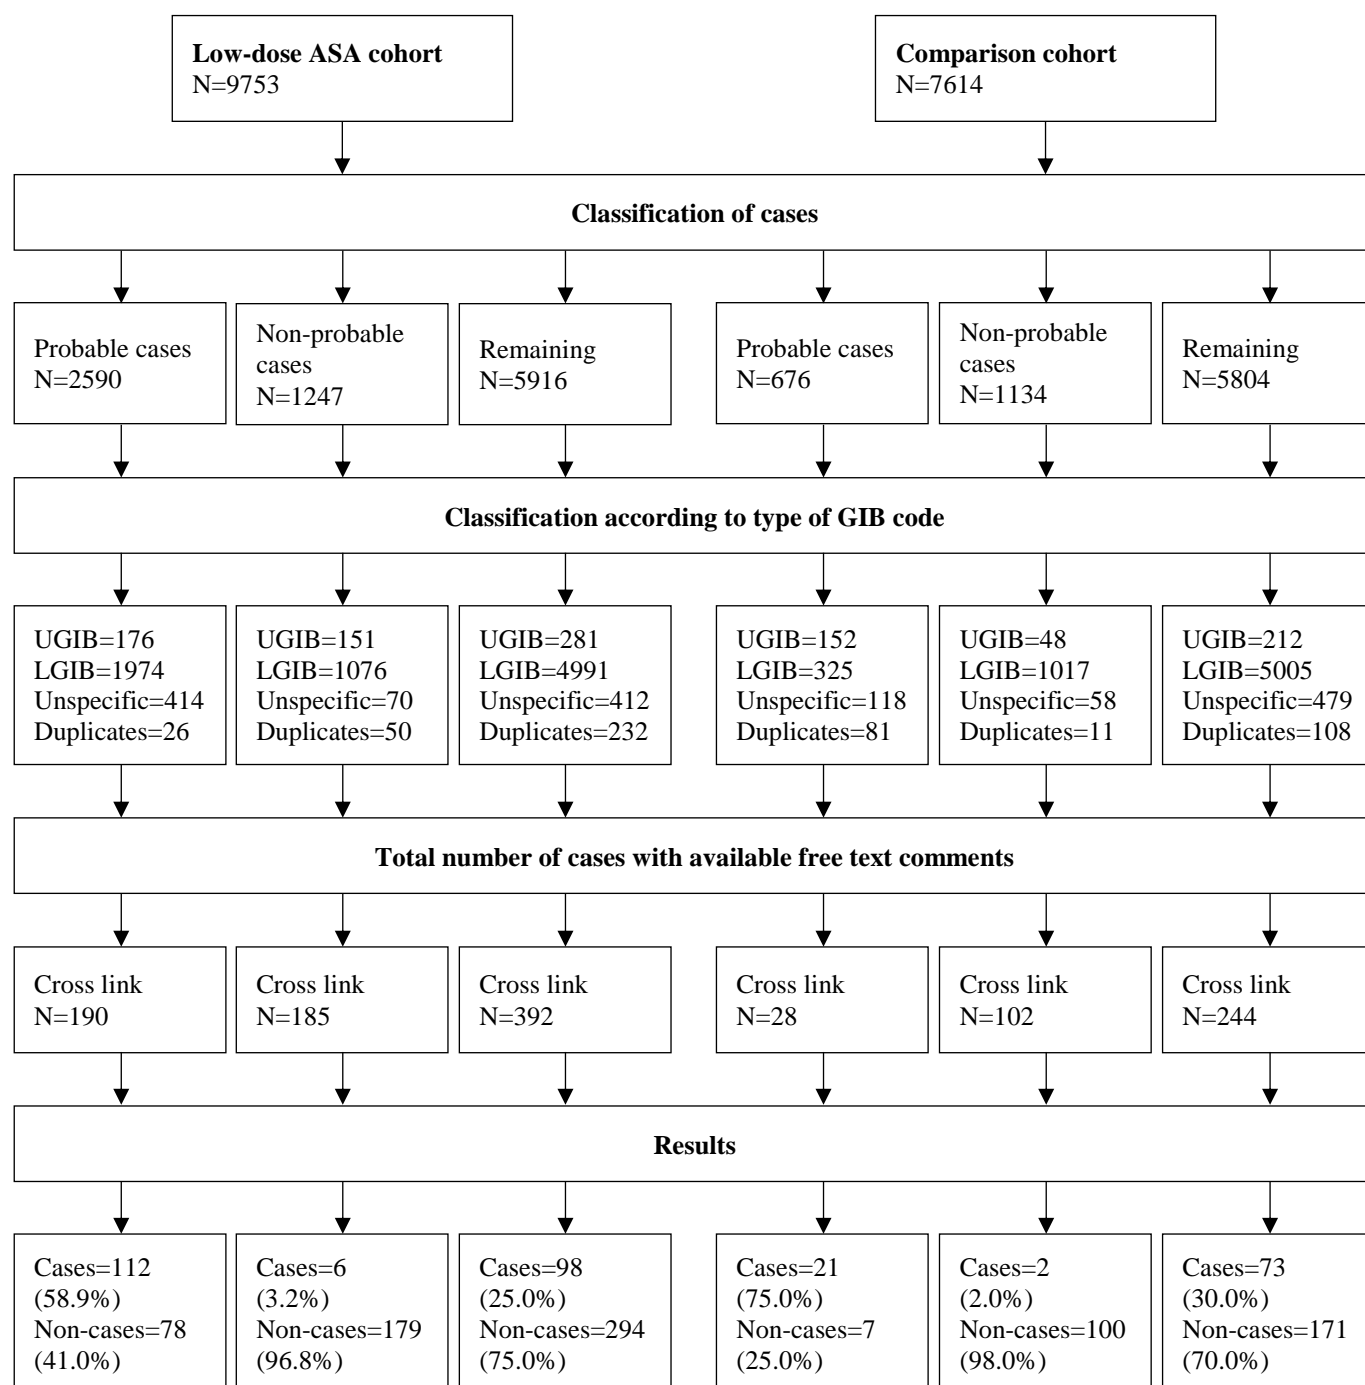 Low-dose ASA cohort
N=9753
Comparison cohort
N=7614
Classification of cases
Probable cases
N=2590
Non-probable
cases
N=1247
Remaining
N=5916
Probable cases
N=676
Non-probable
cases
N=1134
Remaining
N=5804
Classification according to type of GIB code
UGIB=176
LGIB=1974
Unspecific=414
Duplicates=26
UGIB=151
LGIB=1076
Unspecific=70
Duplicates=50
UGIB=281
LGIB=4991
Unspecific=412
Duplicates=232
UGIB=152
LGIB=325
Unspecific=118
Duplicates=81
UGIB=48
LGIB=1017
Unspecific=58
Duplicates=11
UGIB=212
LGIB=5005
Unspecific=479
Duplicates=108
Total number of cases with available free text comments
Cross link
N=190
Cross link
N=185
Cross link
N=392
Cross link
N=28
Cross link
N=102
Cross link
N=244
Results
Cases=112
(58.9%)
Non-cases=78
(41.0%)
Cases=6
(3.2%)
Non-cases=179
(96.8%)
Cases=98
(25.0%)
Non-cases=294
(75.0%)
Cases=21
(75.0%)
Non-cases=7
(25.0%)
Cases=2
(2.0%)
Non-cases=100
(98.0%)
Cases=73
(30.0%)
Non-cases=171
(70.0%)